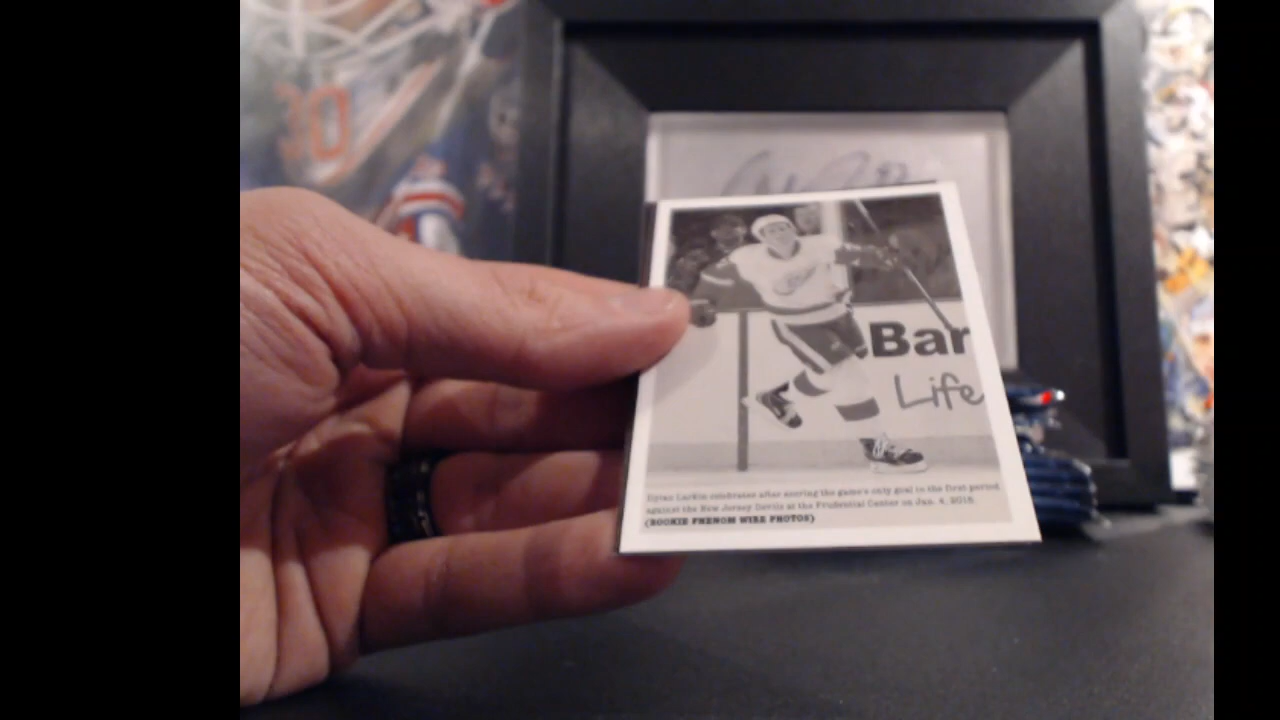 30
Bar
Life
Dylan Larkin celebrates after scoring the game's only goal in the first period
against the New Jersey Devils at the Prudential Center on Jan. 4, 2016.
(ROOKIE PHENOM WIRE PHOTOS)